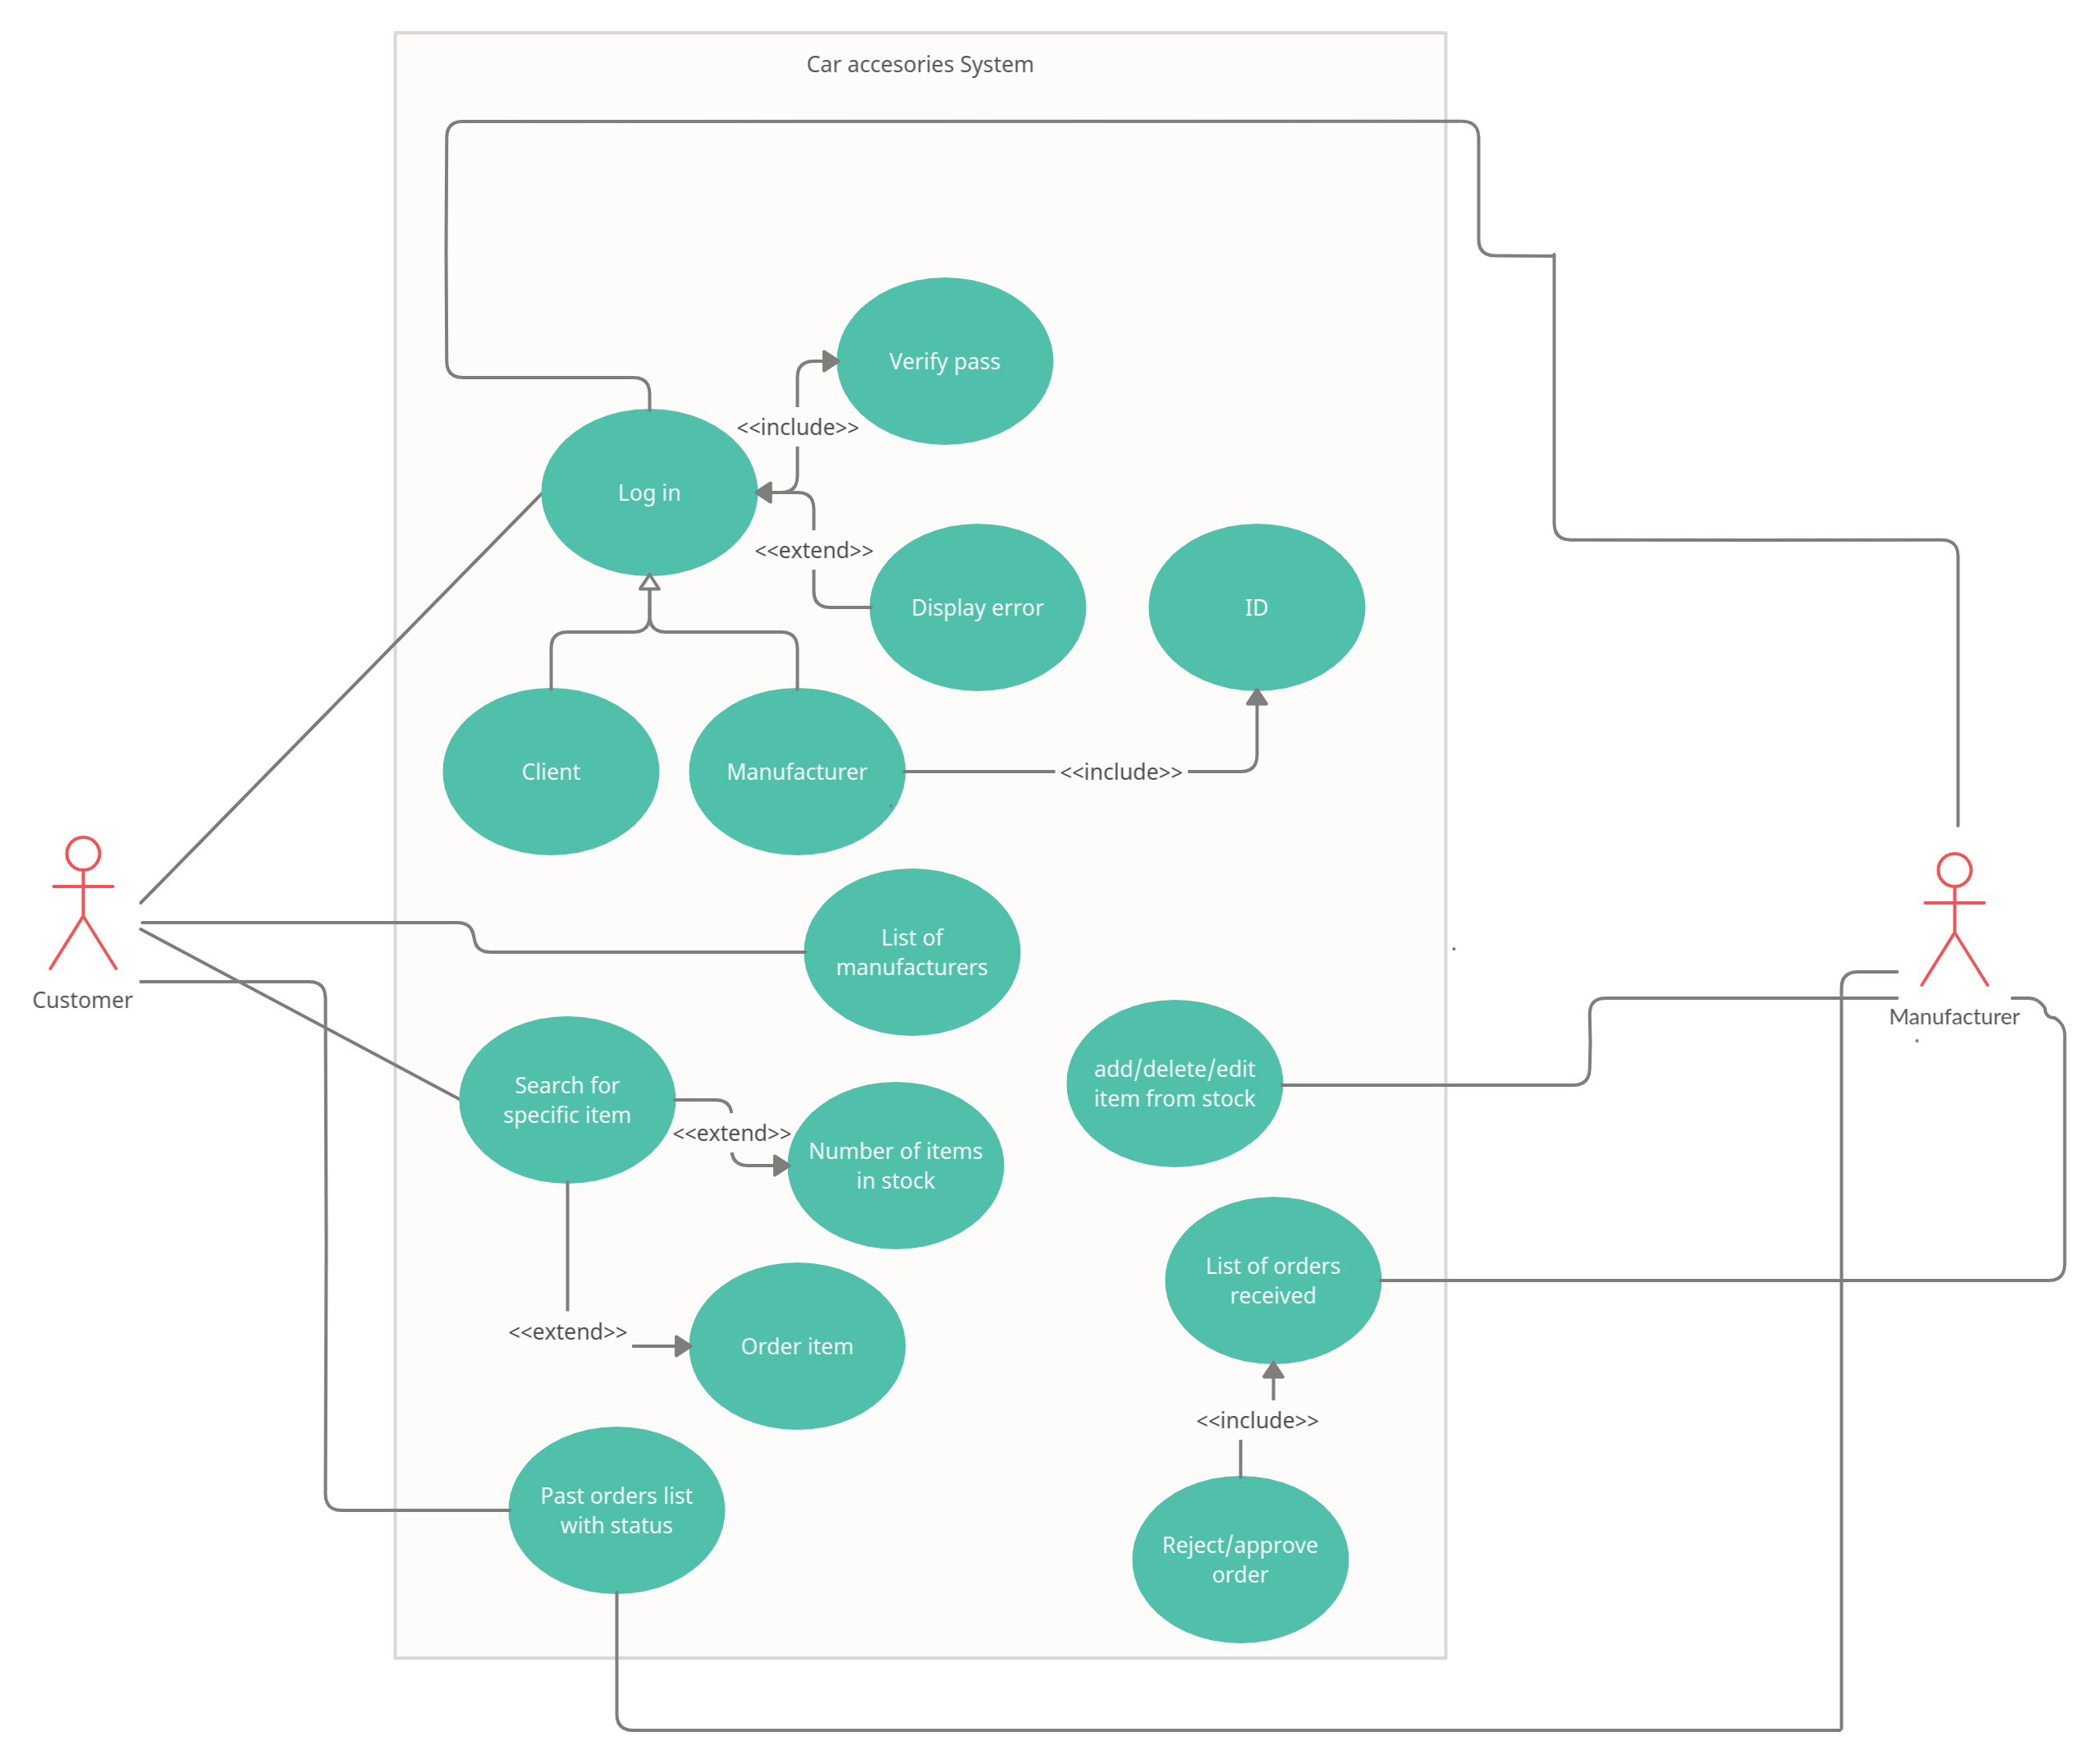 Car accesories System
Verify pass
<<include>>
Log in
<<extend>>
Display error
ID
Client
Manufacturer
<<include>>
List of
manufacturers
Customer
Manufacturer
Search for
specific item
add/delete/edit
item from stock
<<extend>>
Number of items
in stock
List of orders
received
<<extend>>
Order item
<<include>>
Past orders list
with status
Reject/approve
order